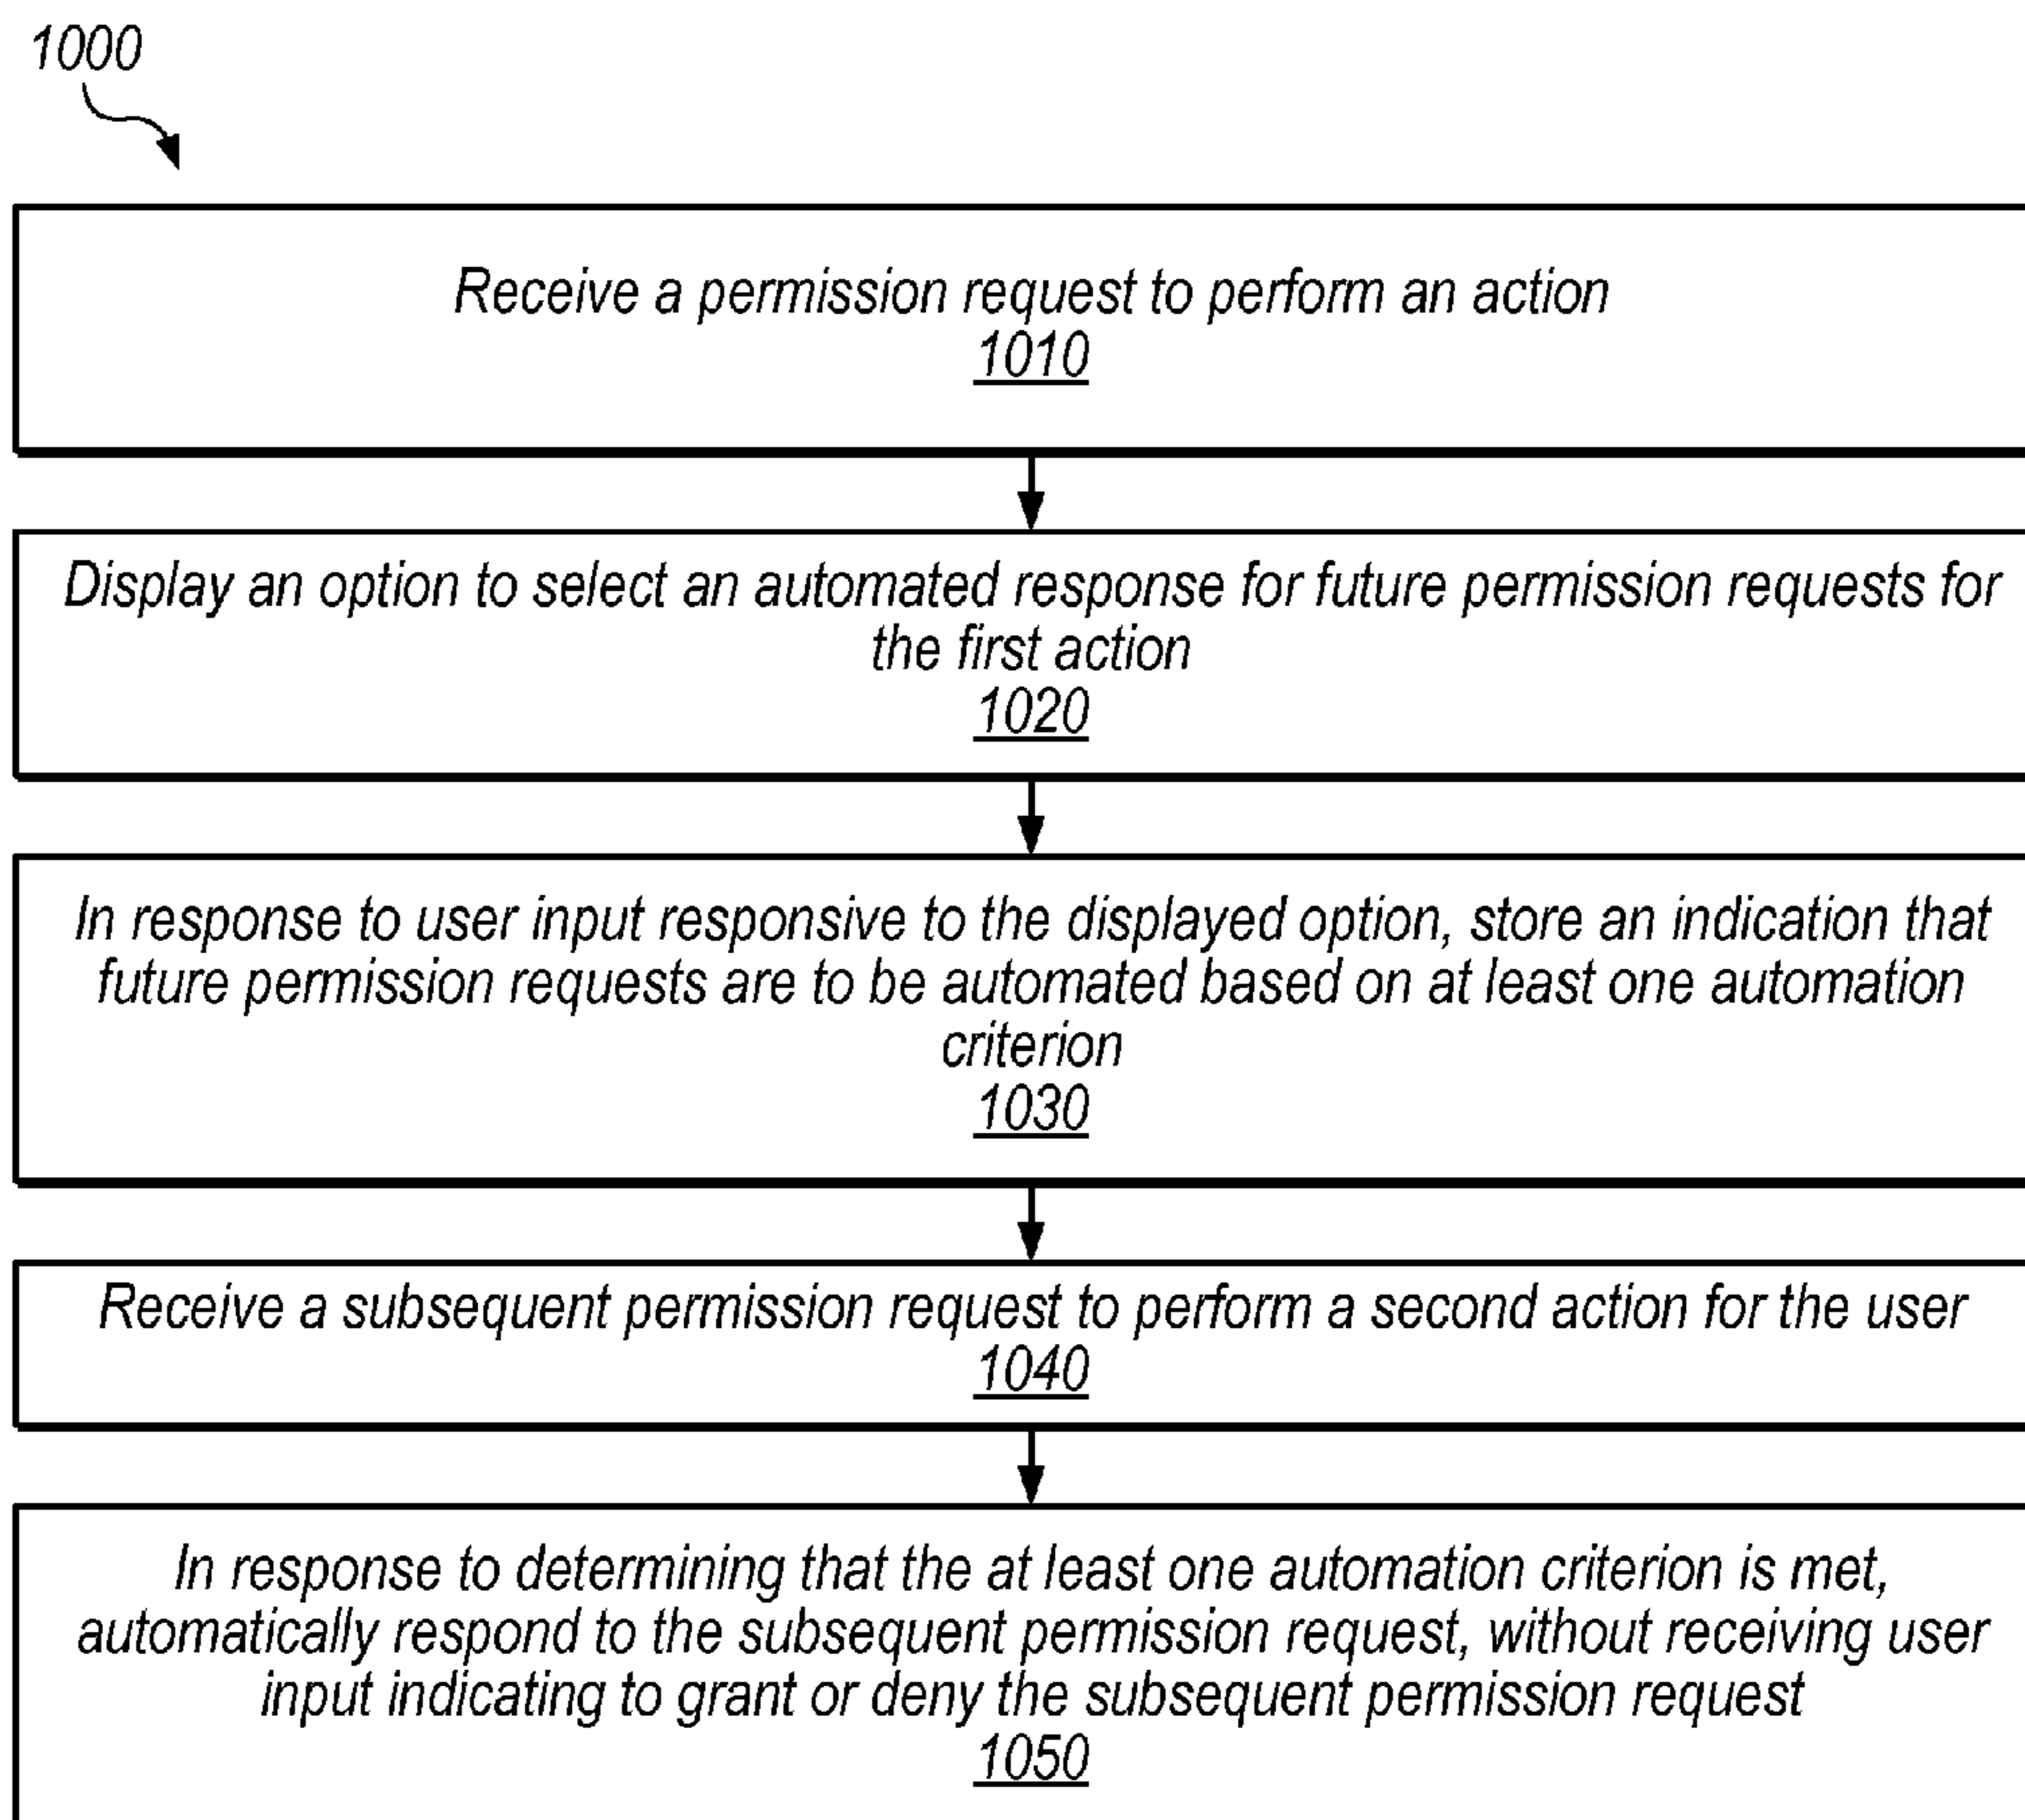 1000
Receive a permission request to perform an action
1010
Display an option to select an automated response for future permission requests for
the first action
1020
In response to user input responsive to the displayed option, store an indication that
future permission requests are to be automated based on at least one automation
criterion
1030
Receive a subsequent permission request to perform a second action for the user
1040
In response to determining that the at least one automation criterion is met,
automatically respond to the subsequent permission request, without receiving user
input indicating to grant or deny the subsequent permission request
1050